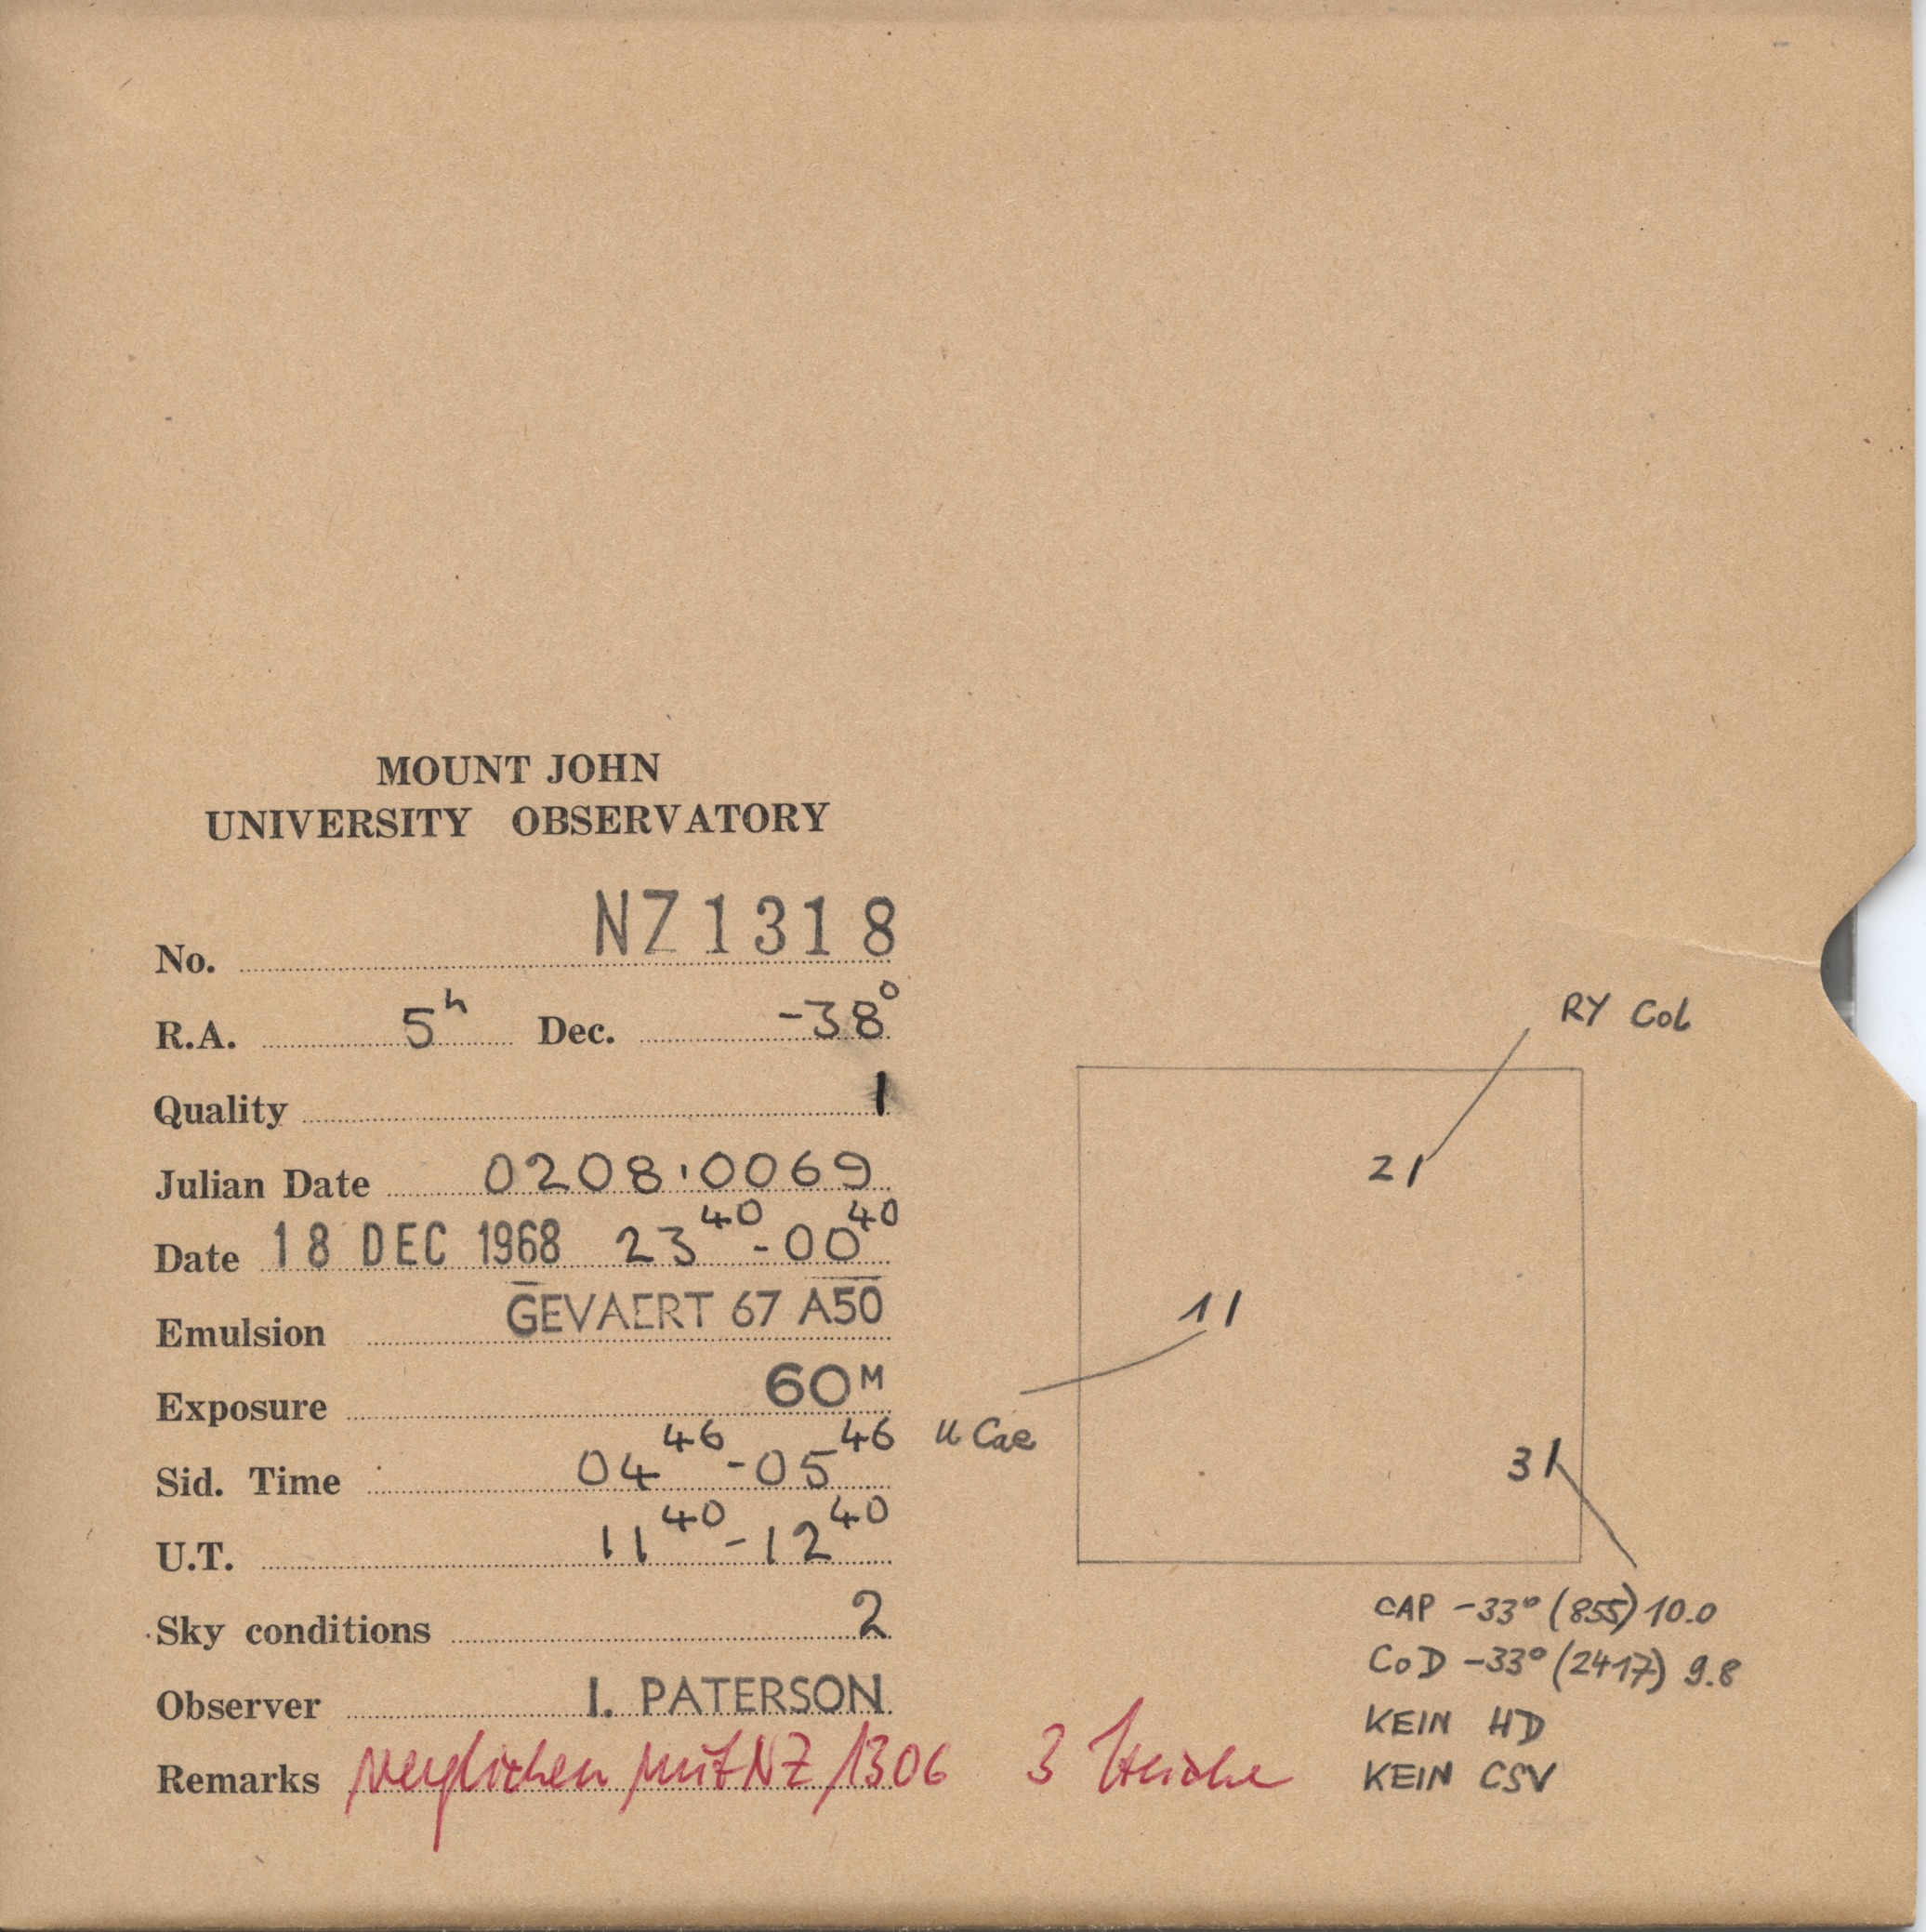 MOUNT JOHN
UNIVERSITY OBSERVATORY
No. NZ 1318
R.A. 5h Dec. -38°
Quality 1
Julian Date 0208.0069
Date 18 DEC 1968 23 40 - 00 40
Emulsion GEVAERT 67 A50
Exposure 60M
Sid. Time 04 46 - 05 46
U.T. 11 40 - 12 40
Sky conditions 2
Observer I. PATERSON
Remarks verglichen mit NZ 1306 3 Striche
RY Col
2
1
U Cae
3
CAP -33° (855) 10.0
CoD -33° (2417) 9.8
KEIN HD
KEIN CSV